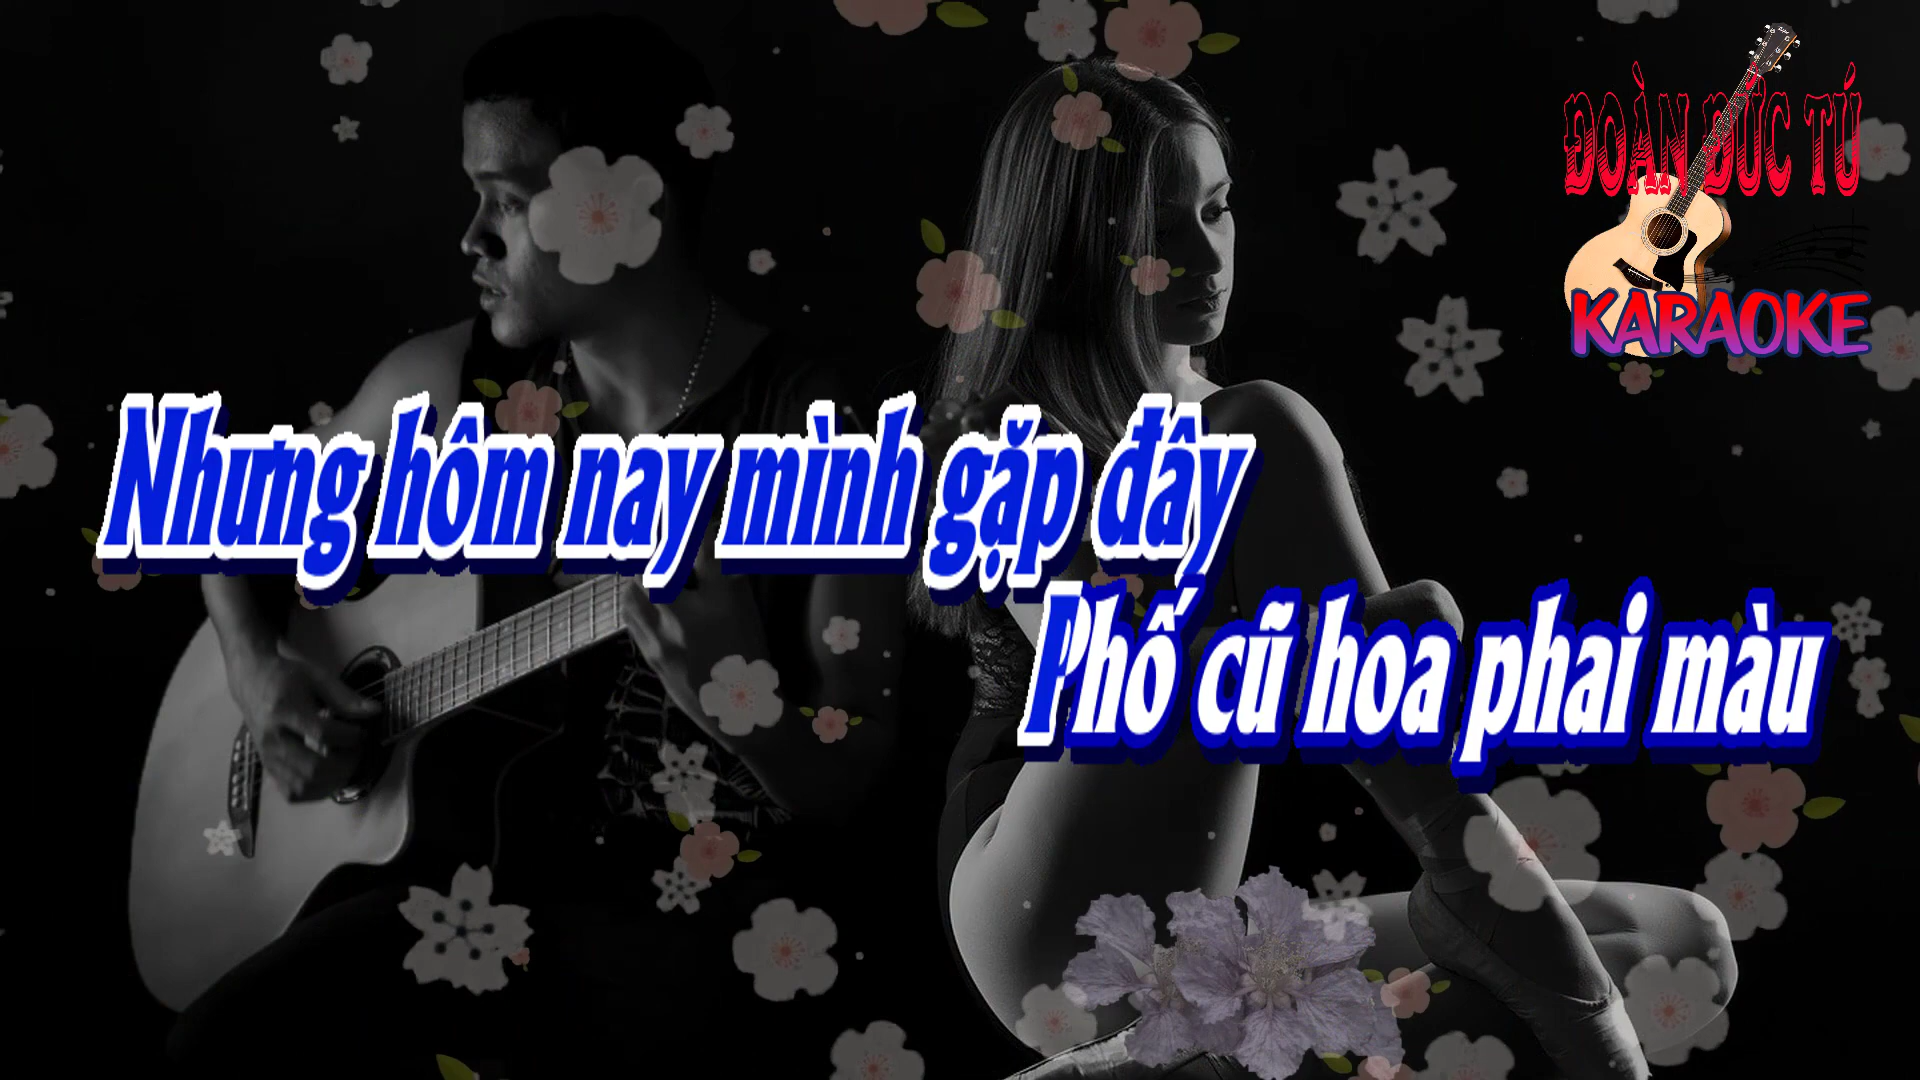 ĐOÀN ĐỨC TÚ
KARAOKE
Nhưng hôm nay mình gặp đây
Phố cũ hoa phai màu